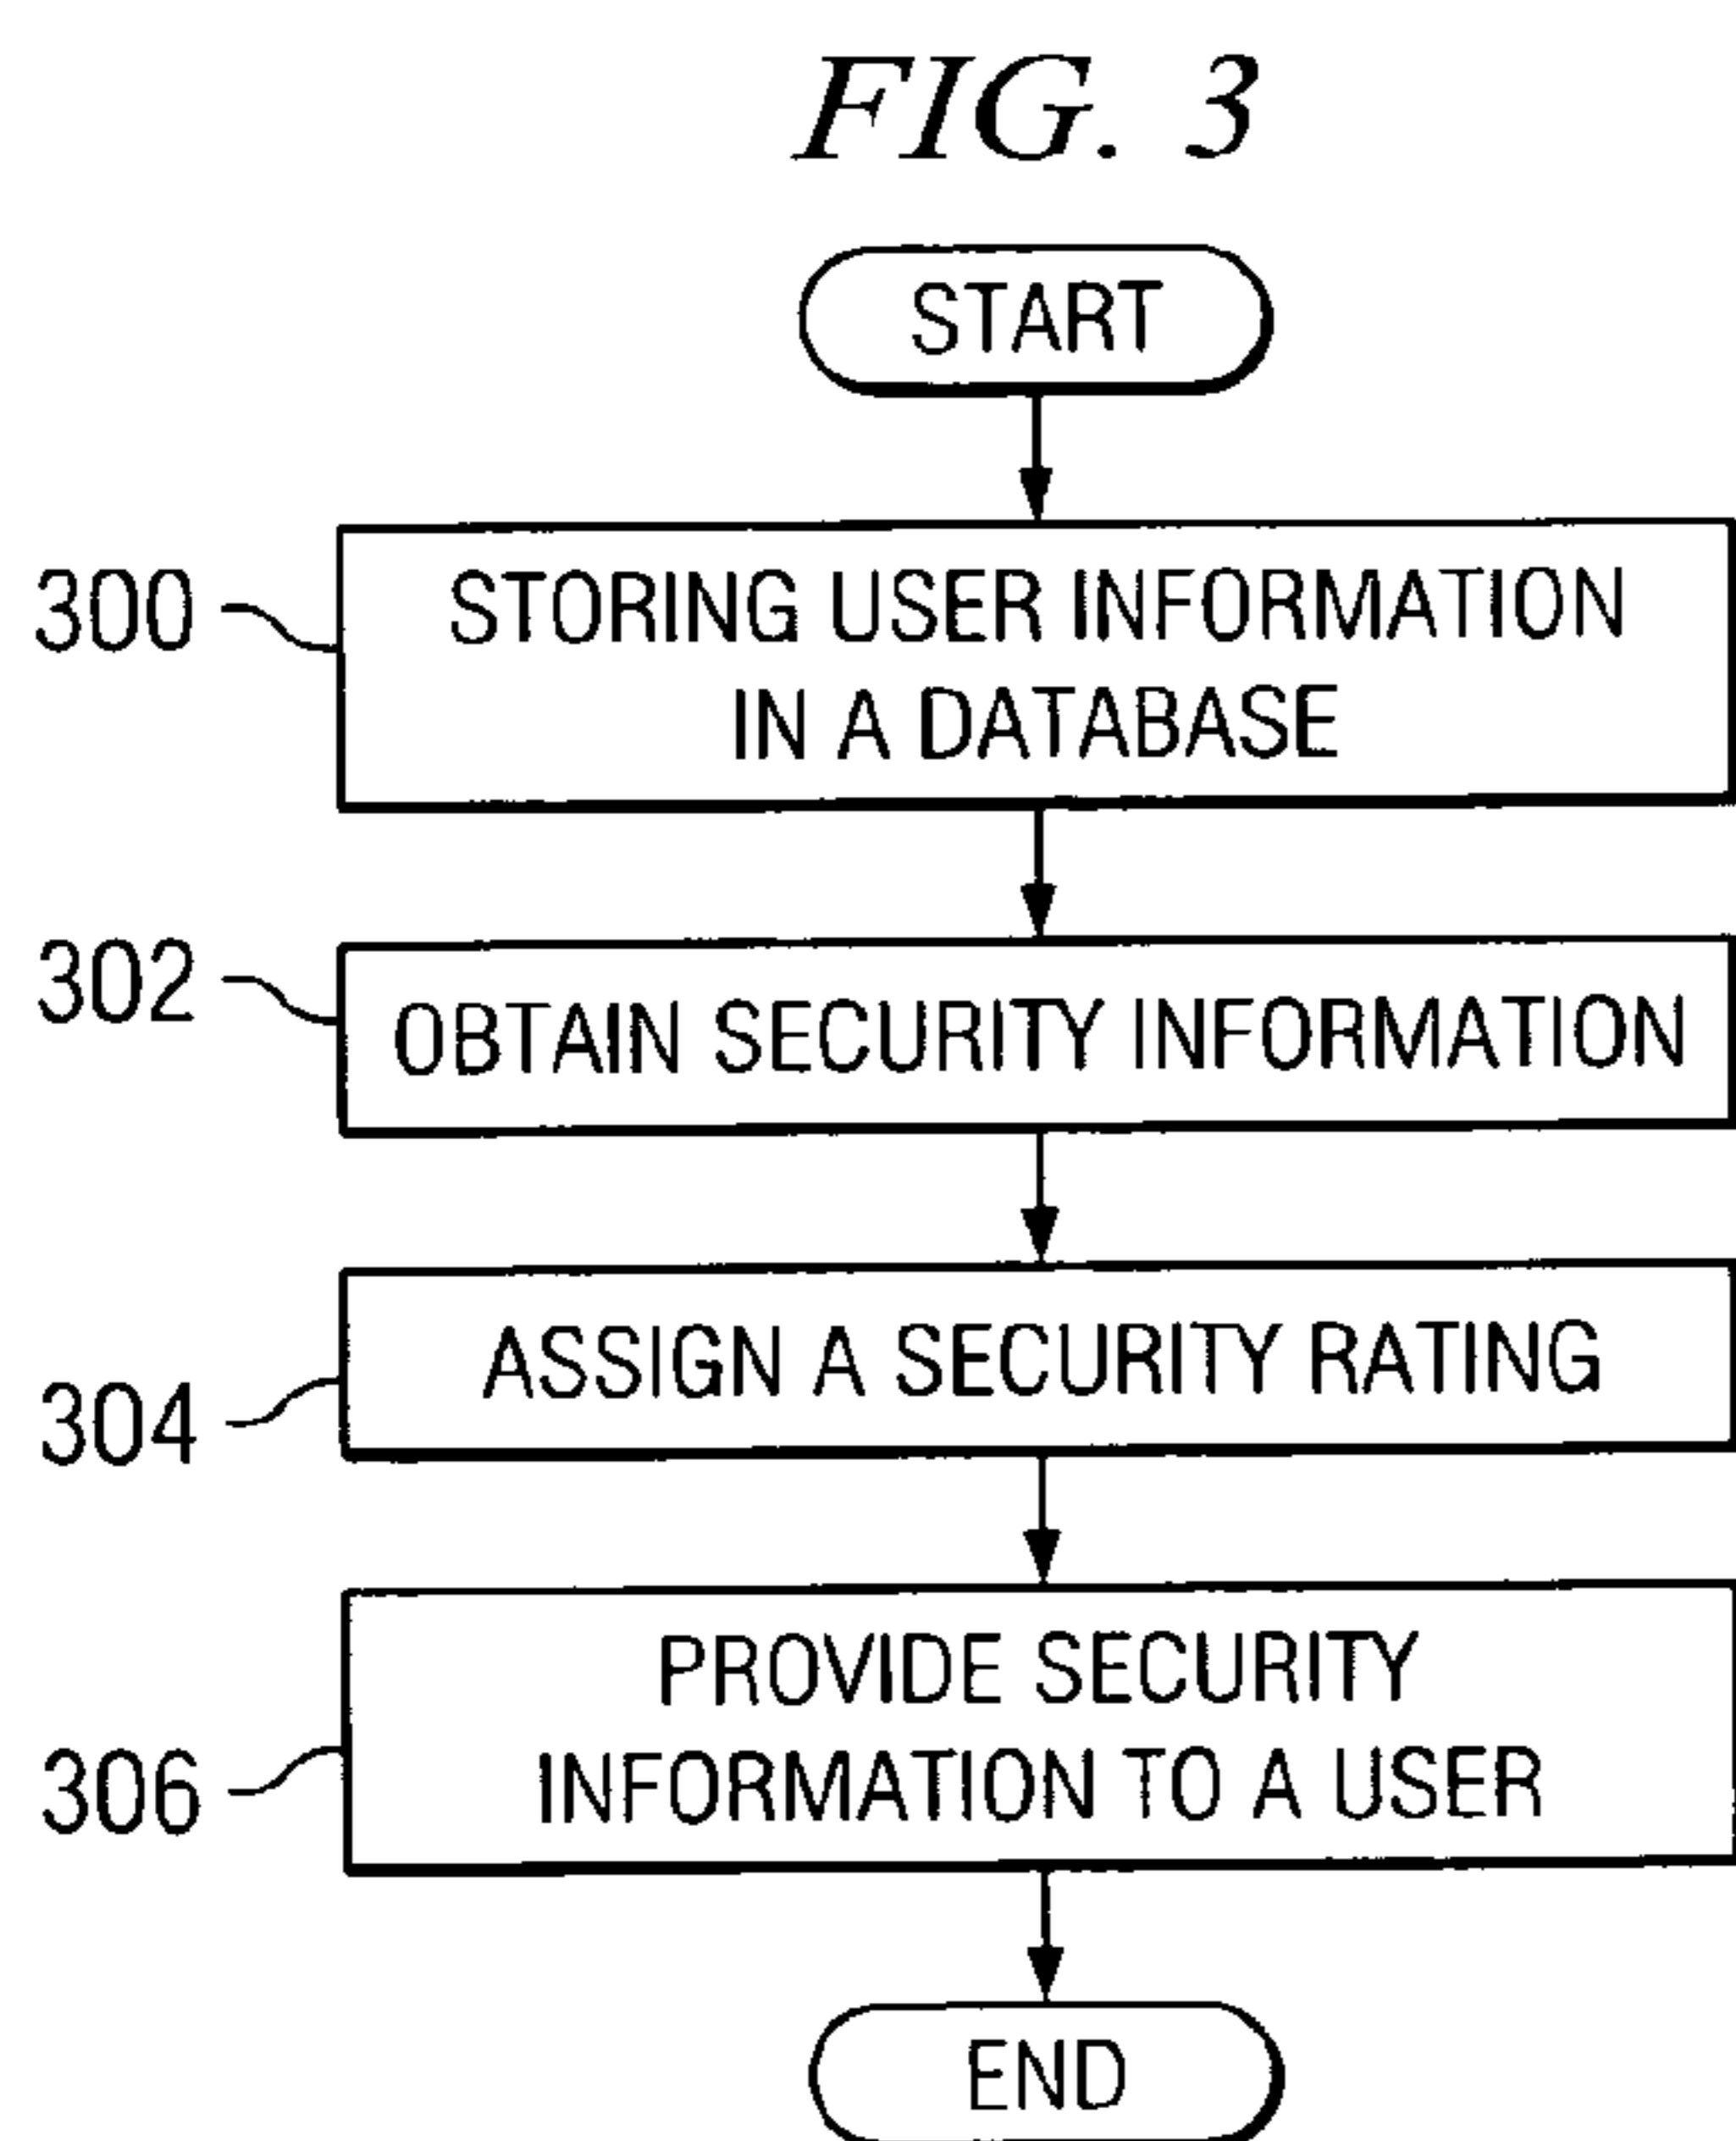 FIG. 3
START
300
STORING USER INFORMATION
IN A DATABASE
302
OBTAIN SECURITY INFORMATION
304
ASSIGN A SECURITY RATING
306
PROVIDE SECURITY
INFORMATION TO A USER
END